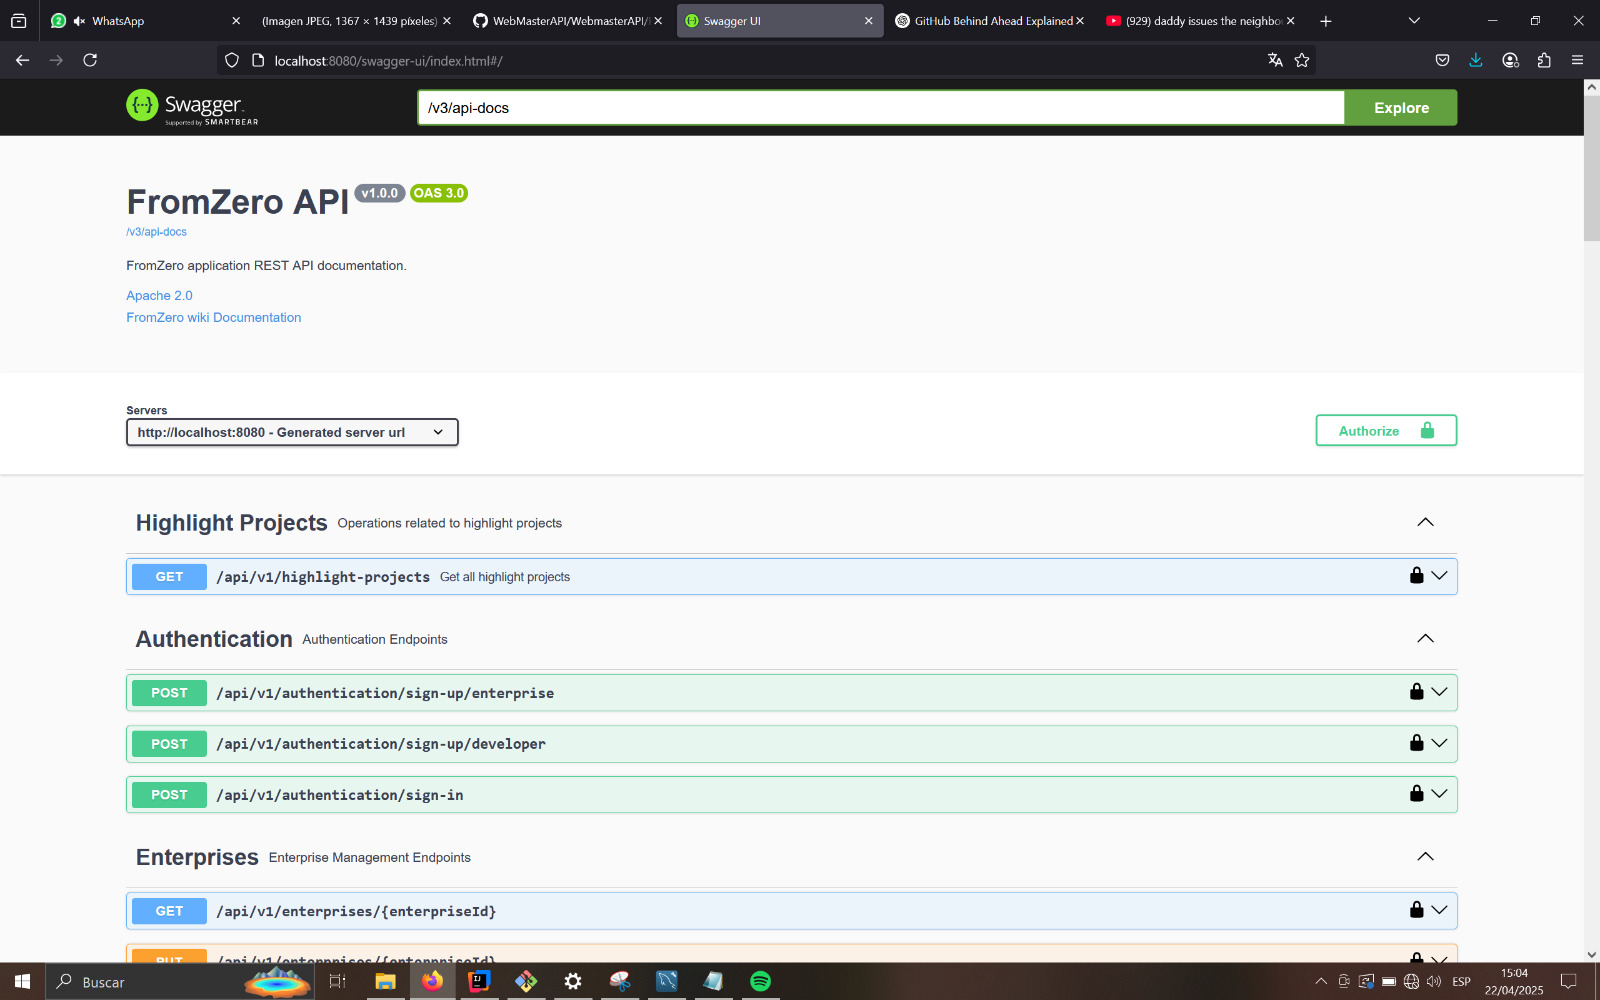 WhatsApp
(Imagen JPEG, 1367 × 1439 píxeles)
WebMasterAPI/WebmasterAPI/
Swagger UI
GitHub Behind Ahead Explained
(929) daddy issues the neighbo
localhost:8080/swagger-ui/index.html#/
Swagger.
Supported by SMARTBEAR
/v3/api-docs
Explore
FromZero API v1.0.0 OAS 3.0
/v3/api-docs
FromZero application REST API documentation.
Apache 2.0
FromZero wiki Documentation
Servers
http://localhost:8080 - Generated server url
Authorize
Highlight Projects Operations related to highlight projects
GET /api/v1/highlight-projects Get all highlight projects
Authentication Authentication Endpoints
POST /api/v1/authentication/sign-up/enterprise
POST /api/v1/authentication/sign-up/developer
POST /api/v1/authentication/sign-in
Enterprises Enterprise Management Endpoints
GET /api/v1/enterprises/{enterpriseId}
PUT /api/v1/enterprises/{enterpriseId}
Buscar
ESP
15:04
22/04/2025